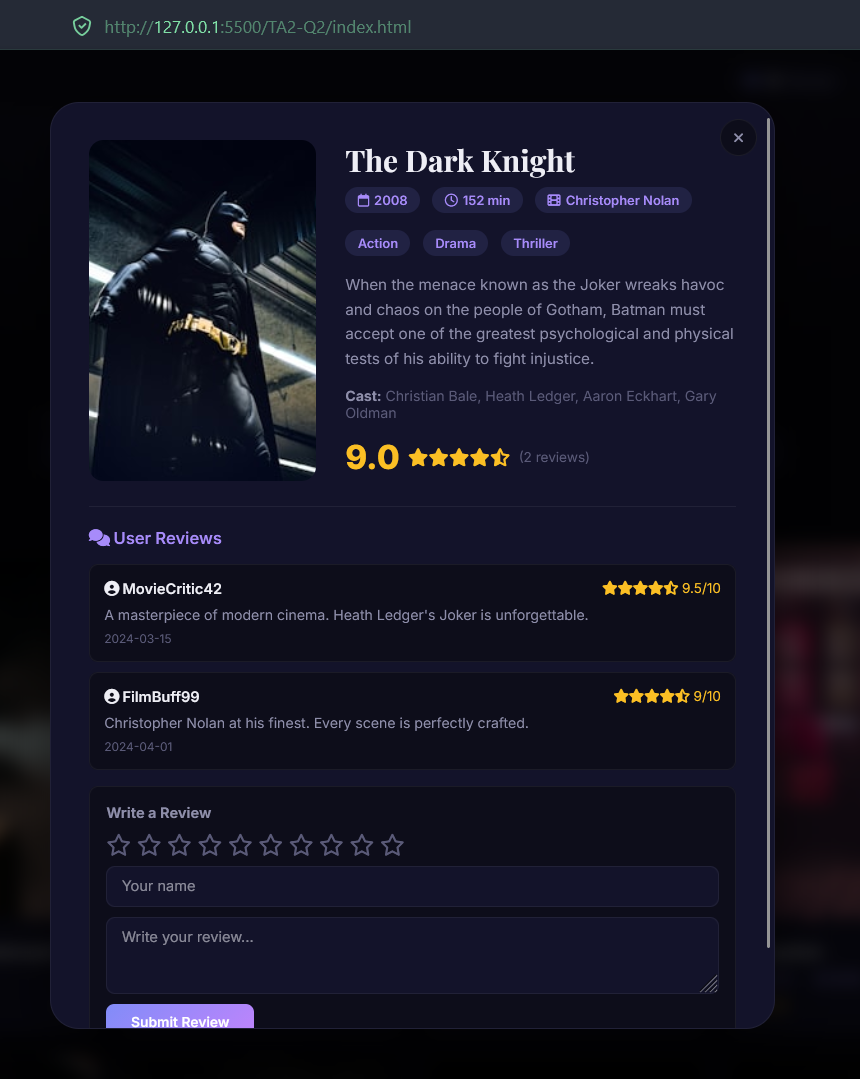 http://127.0.0.1:5500/TA2-Q2/index.html
The Dark Knight
2008 152 min Christopher Nolan
Action Drama Thriller
When the menace known as the Joker wreaks havoc
and chaos on the people of Gotham, Batman must
accept one of the greatest psychological and physical
tests of his ability to fight injustice.
Cast: Christian Bale, Heath Ledger, Aaron Eckhart, Gary
Oldman
9.0 (2 reviews)
User Reviews
MovieCritic42 9.5/10
A masterpiece of modern cinema. Heath Ledger's Joker is unforgettable.
2024-03-15
FilmBuff99 9/10
Christopher Nolan at his finest. Every scene is perfectly crafted.
2024-04-01
Write a Review
Your name
Write your review...
Submit Review